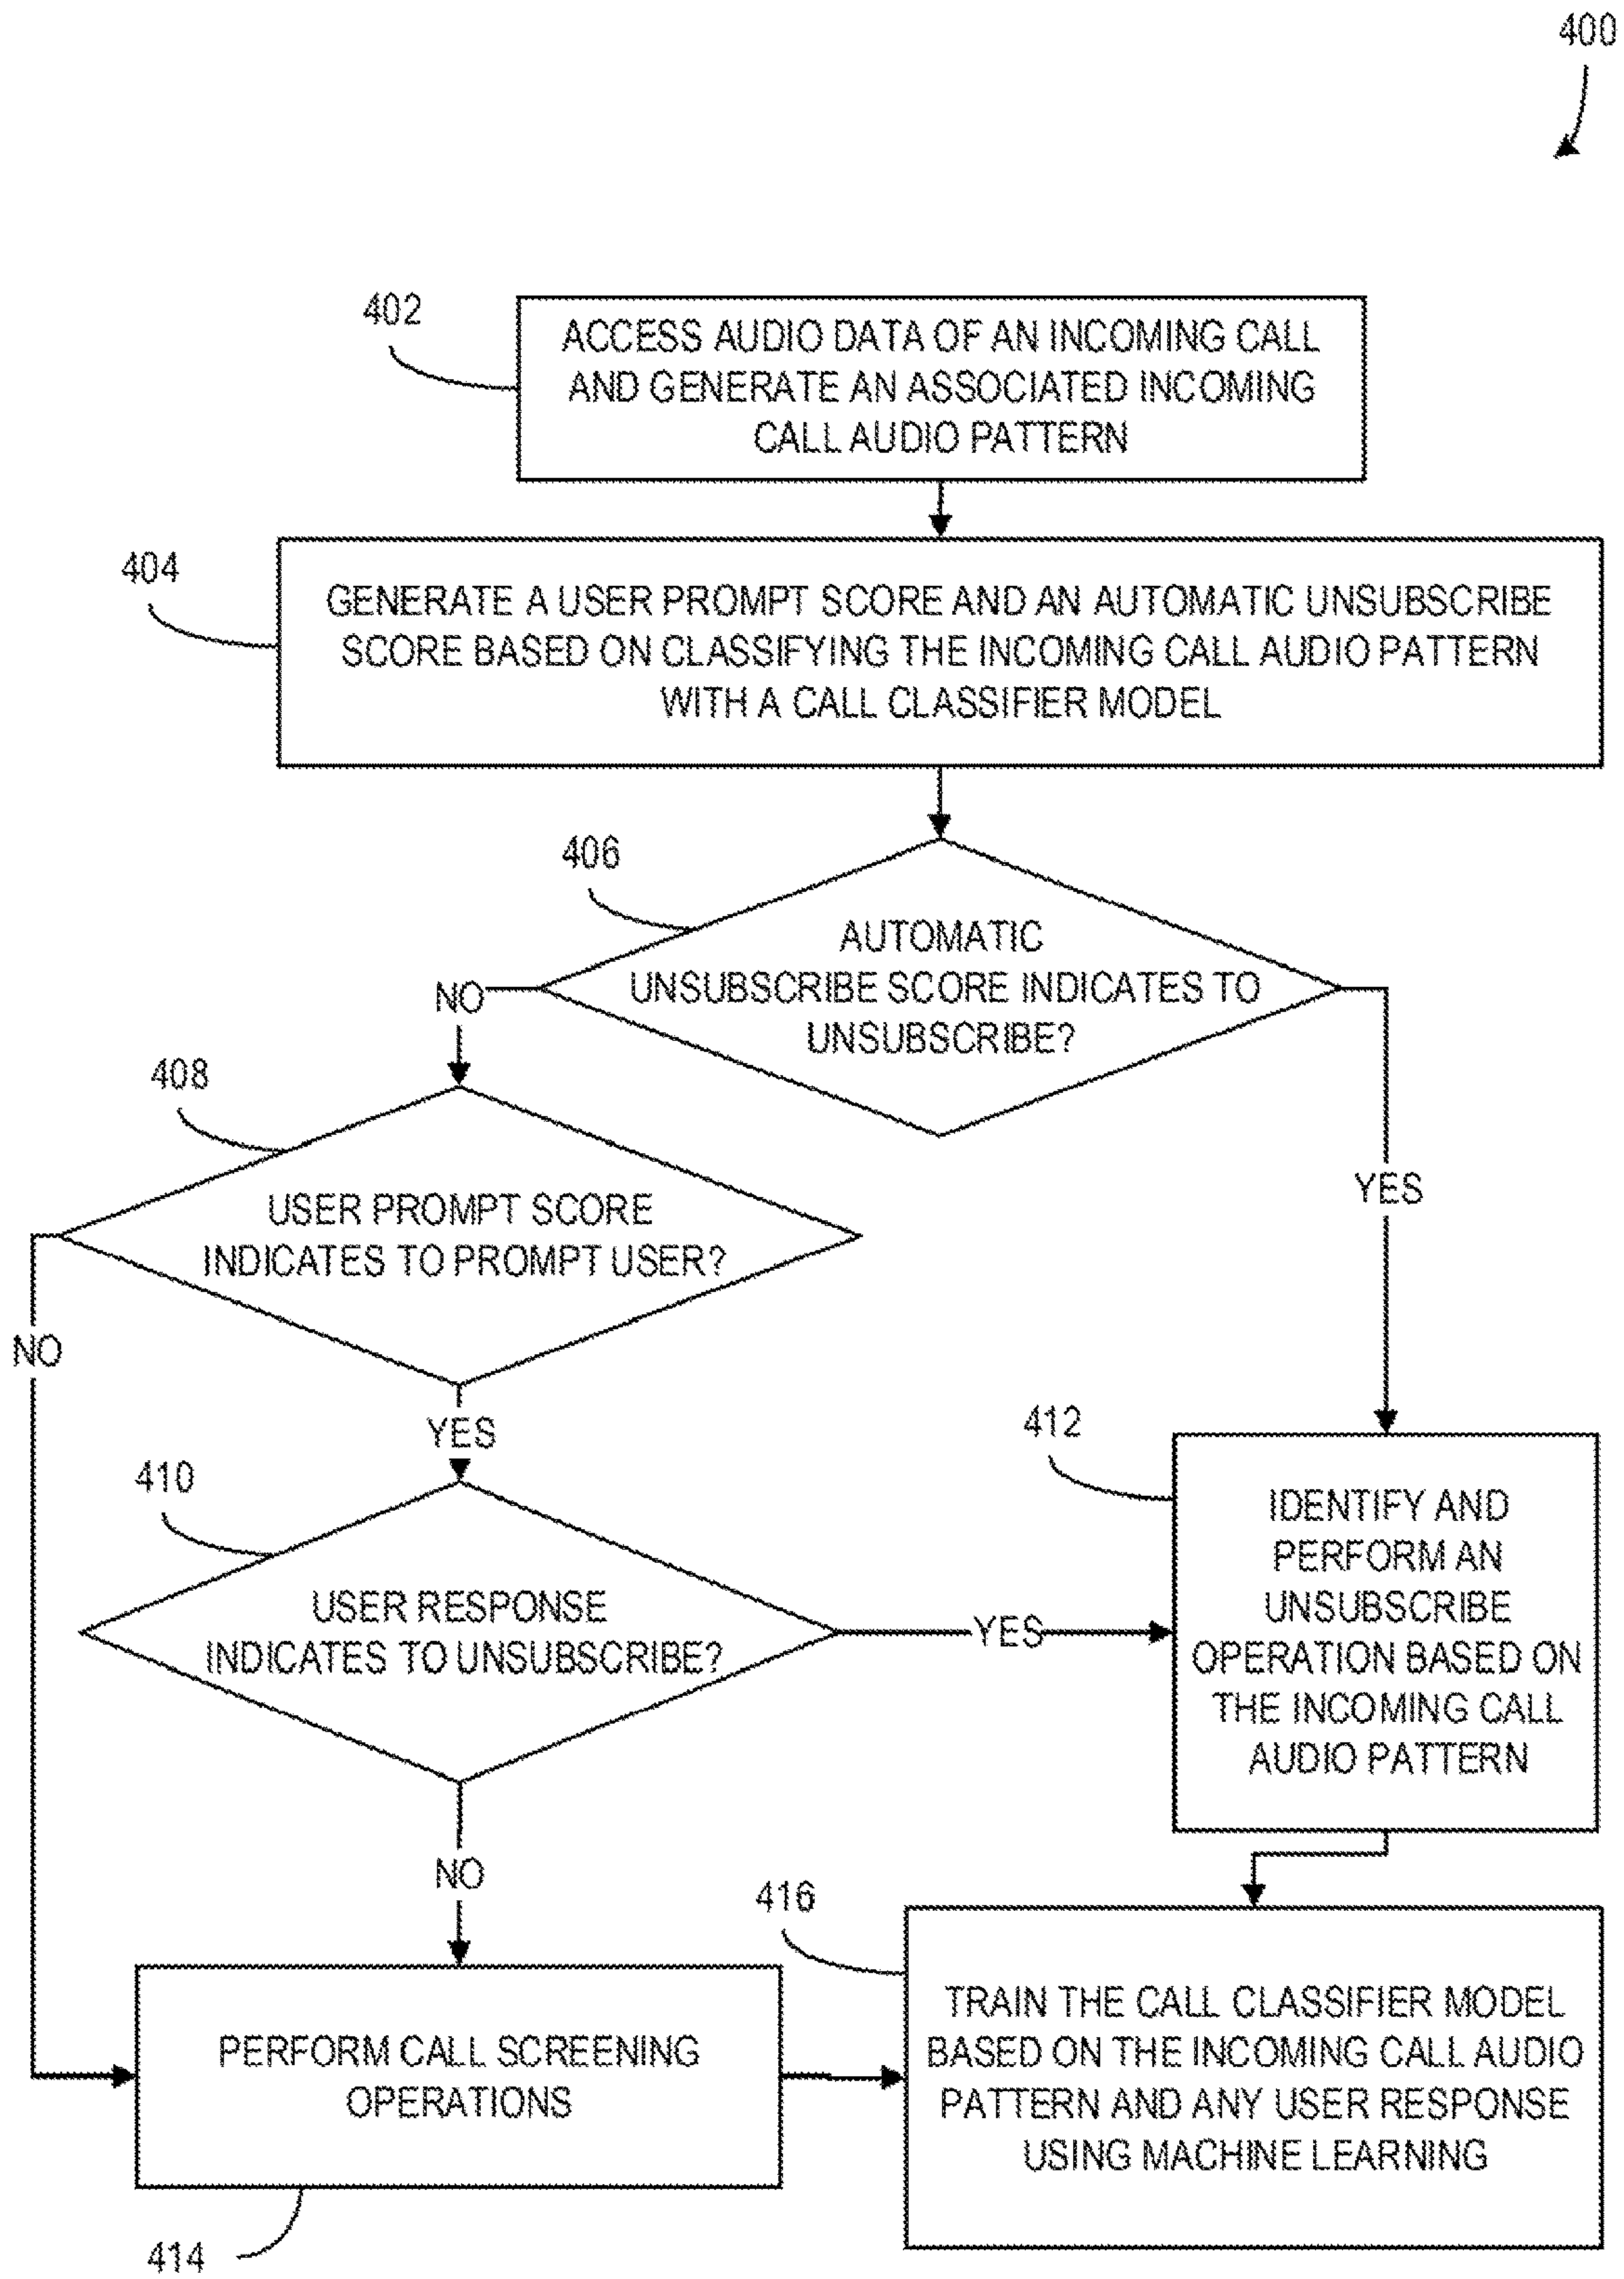 400
402
ACCESS AUDIO DATA OF AN INCOMING CALL
AND GENERATE AN ASSOCIATED INCOMING
CALL AUDIO PATTERN
404
GENERATE A USER PROMPT SCORE AND AN AUTOMATIC UNSUBSCRIBE
SCORE BASED ON CLASSIFYING THE INCOMING CALL AUDIO PATTERN
WITH A CALL CLASSIFIER MODEL
406
AUTOMATIC
UNSUBSCRIBE SCORE INDICATES TO
UNSUBSCRIBE?
NO
YES
408
USER PROMPT SCORE
INDICATES TO PROMPT USER?
NO
YES
410
USER RESPONSE
INDICATES TO UNSUBSCRIBE?
YES
NO
412
IDENTIFY AND
PERFORM AN
UNSUBSCRIBE
OPERATION BASED ON
THE INCOMING CALL
AUDIO PATTERN
PERFORM CALL SCREENING
OPERATIONS
414
416
TRAIN THE CALL CLASSIFIER MODEL
BASED ON THE INCOMING CALL AUDIO
PATTERN AND ANY USER RESPONSE
USING MACHINE LEARNING